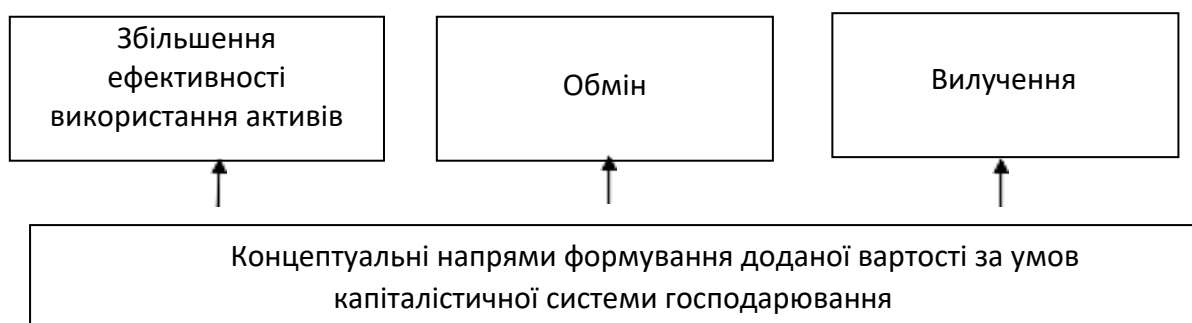 Збільшення
ефективності
використання активів
Обмін
Вилучення
Концептуальні напрями формування доданої вартості за умов
капіталістичної системи господарювання